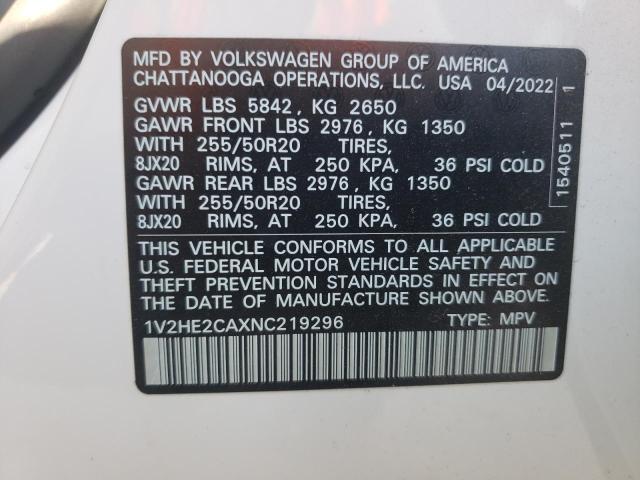 MFD BY VOLKSWAGEN GROUP OF AMERICA
CHATTANOOGA OPERATIONS, LLC. USA 04/2022
GVWR LBS 5842, KG 2650
GAWR FRONT LBS 2976, KG 1350
WITH 255/50R20 TIRES,
8JX20 RIMS, AT 250 KPA, 36 PSI COLD
GAWR REAR LBS 2976, KG 1350
WITH 255/50R20 TIRES,
8JX20 RIMS, AT 250 KPA, 36 PSI COLD
THIS VEHICLE CONFORMS TO ALL APPLICABLE
U.S. FEDERAL MOTOR VEHICLE SAFETY AND
THEFT PREVENTION STANDARDS IN EFFECT ON
THE DATE OF MANUFACTURE SHOWN ABOVE.
1V2HE2CAXNC219296 TYPE: MPV
1540511 1